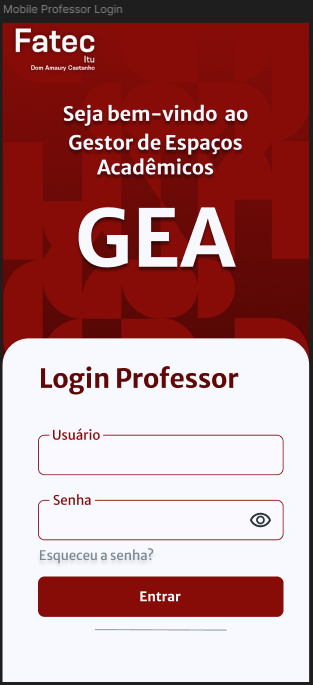 Mobile Professor Login
Fatec
Itu
Dom Amaury Castanho
Seja bem-vindo ao
Gestor de Espaços
Acadêmicos
GEA
Login Professor
Usuário
Senha
Esqueceu a senha?
Entrar